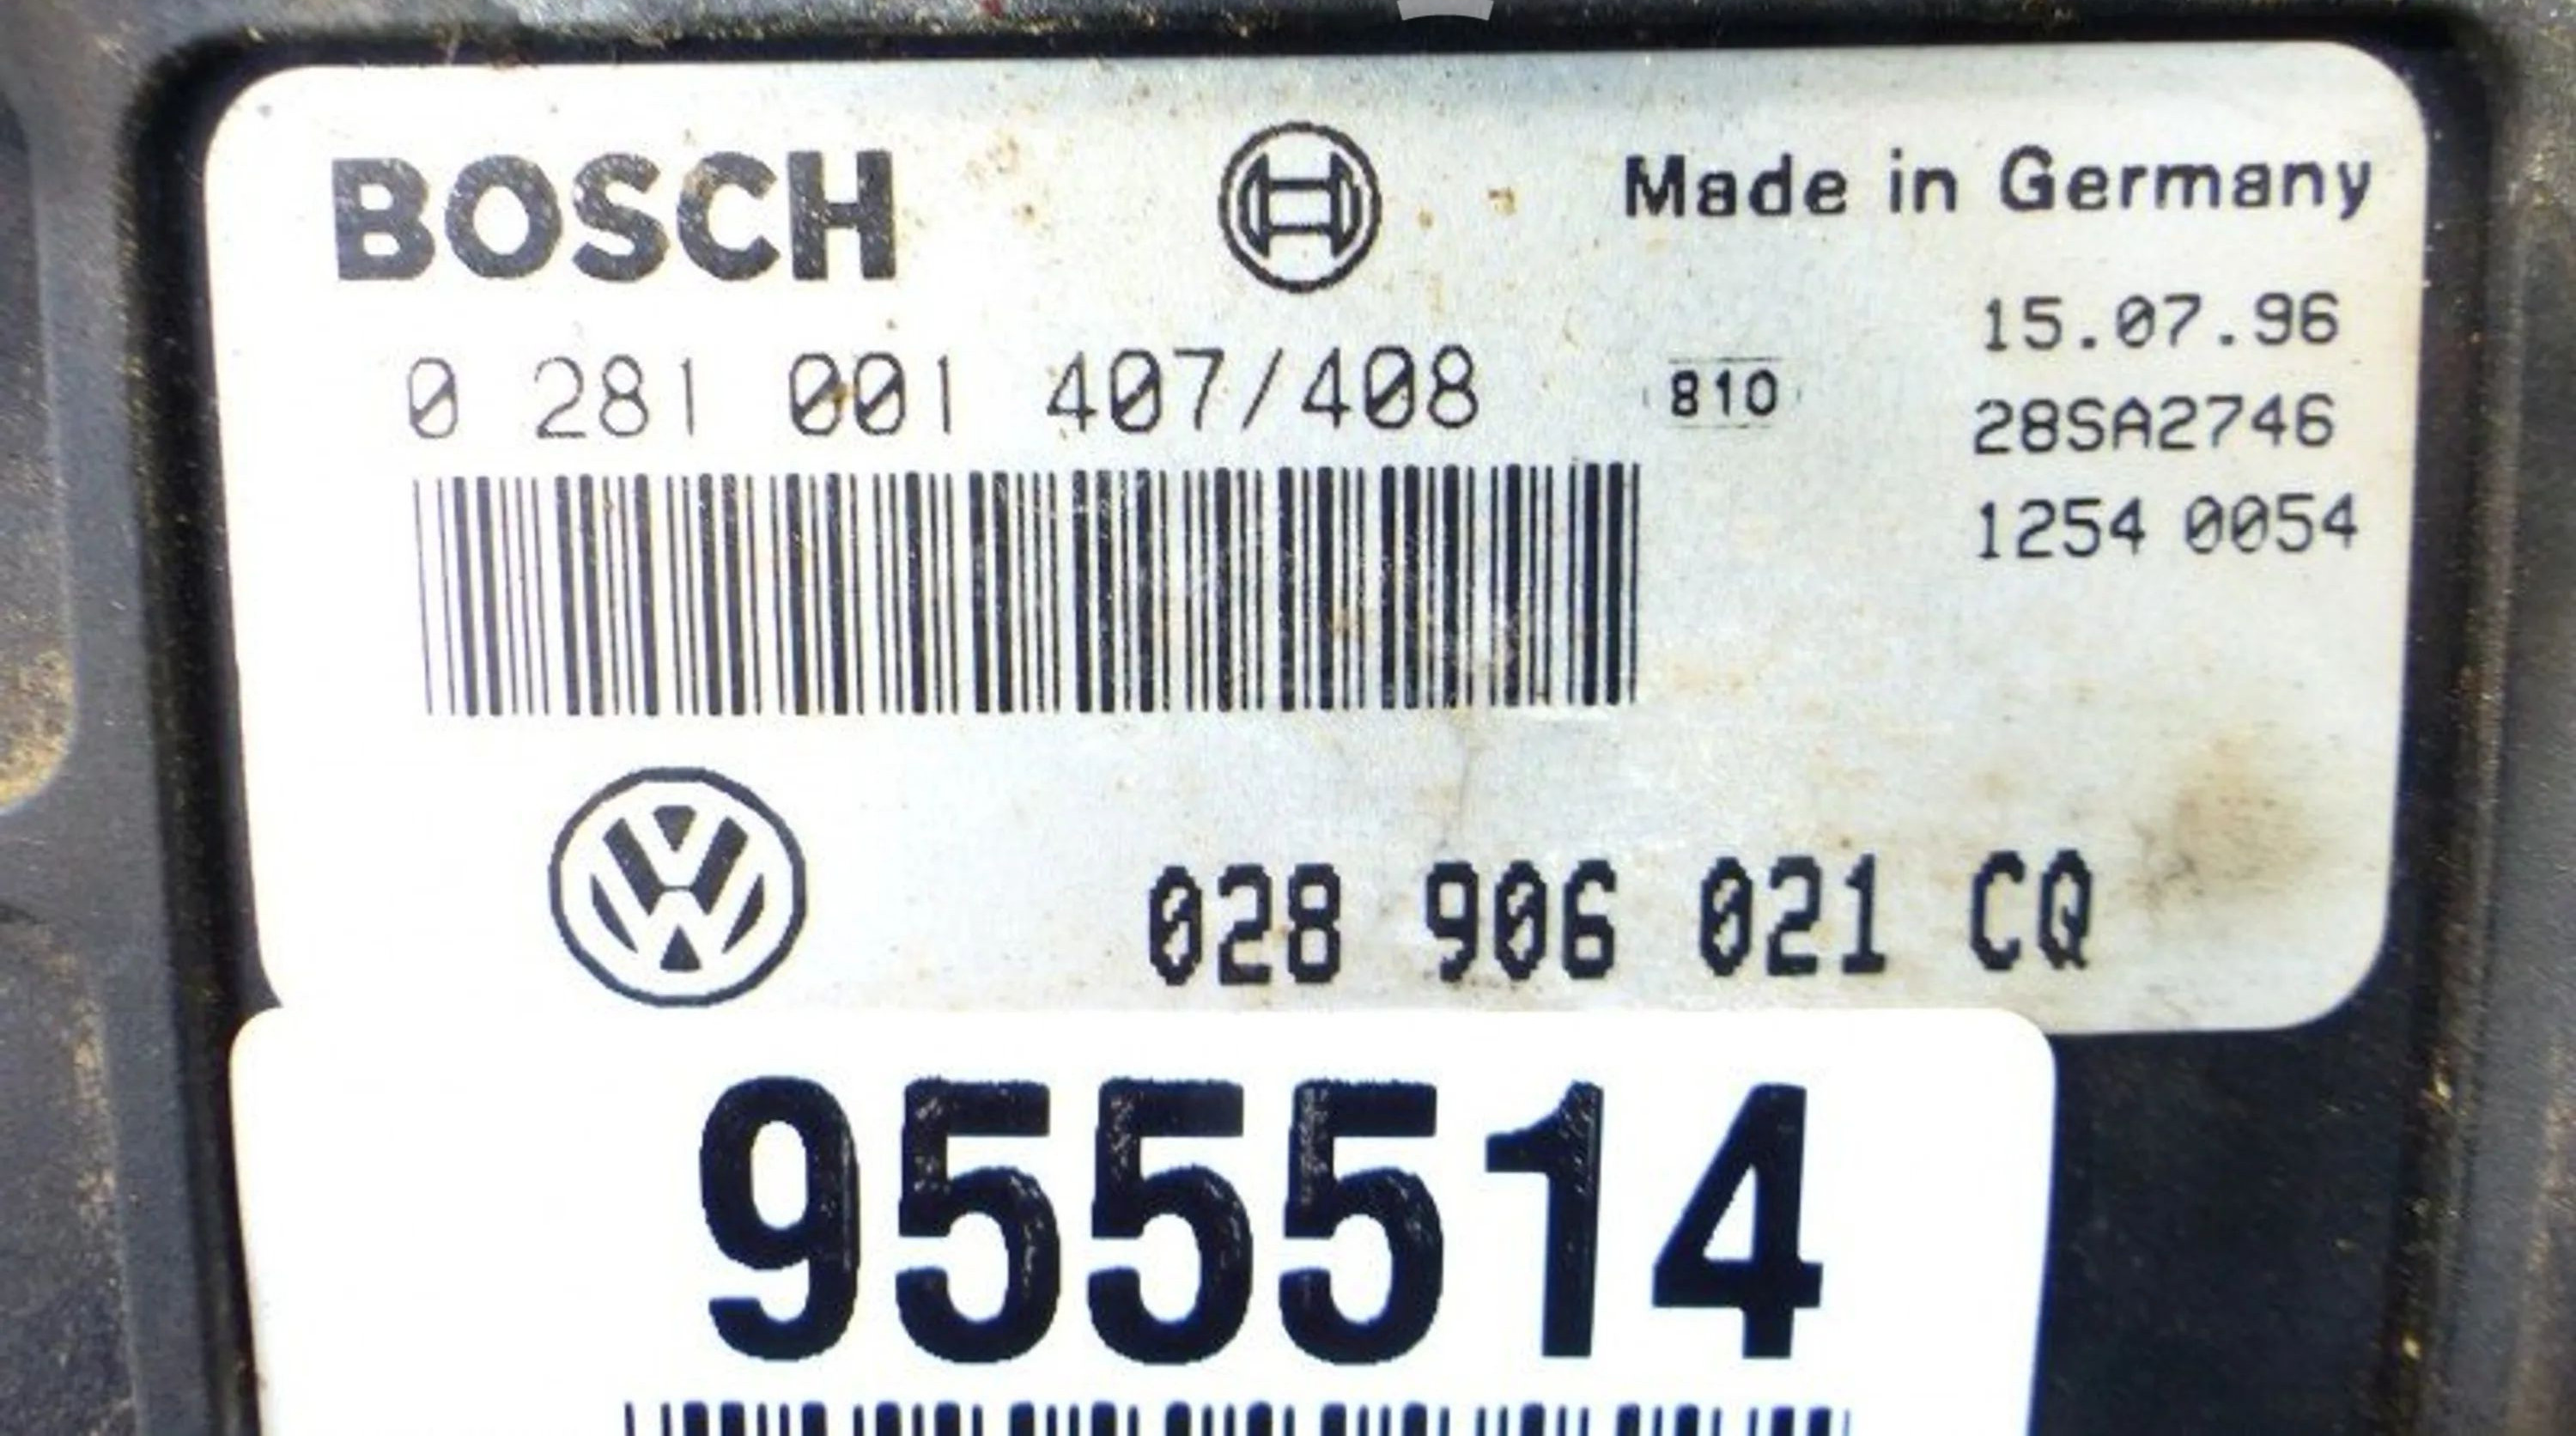 BOSCH Made in Germany
15.07.96
0 281 001 407/408 810
28SA2746
1254 0054
028 906 021 CQ
955514